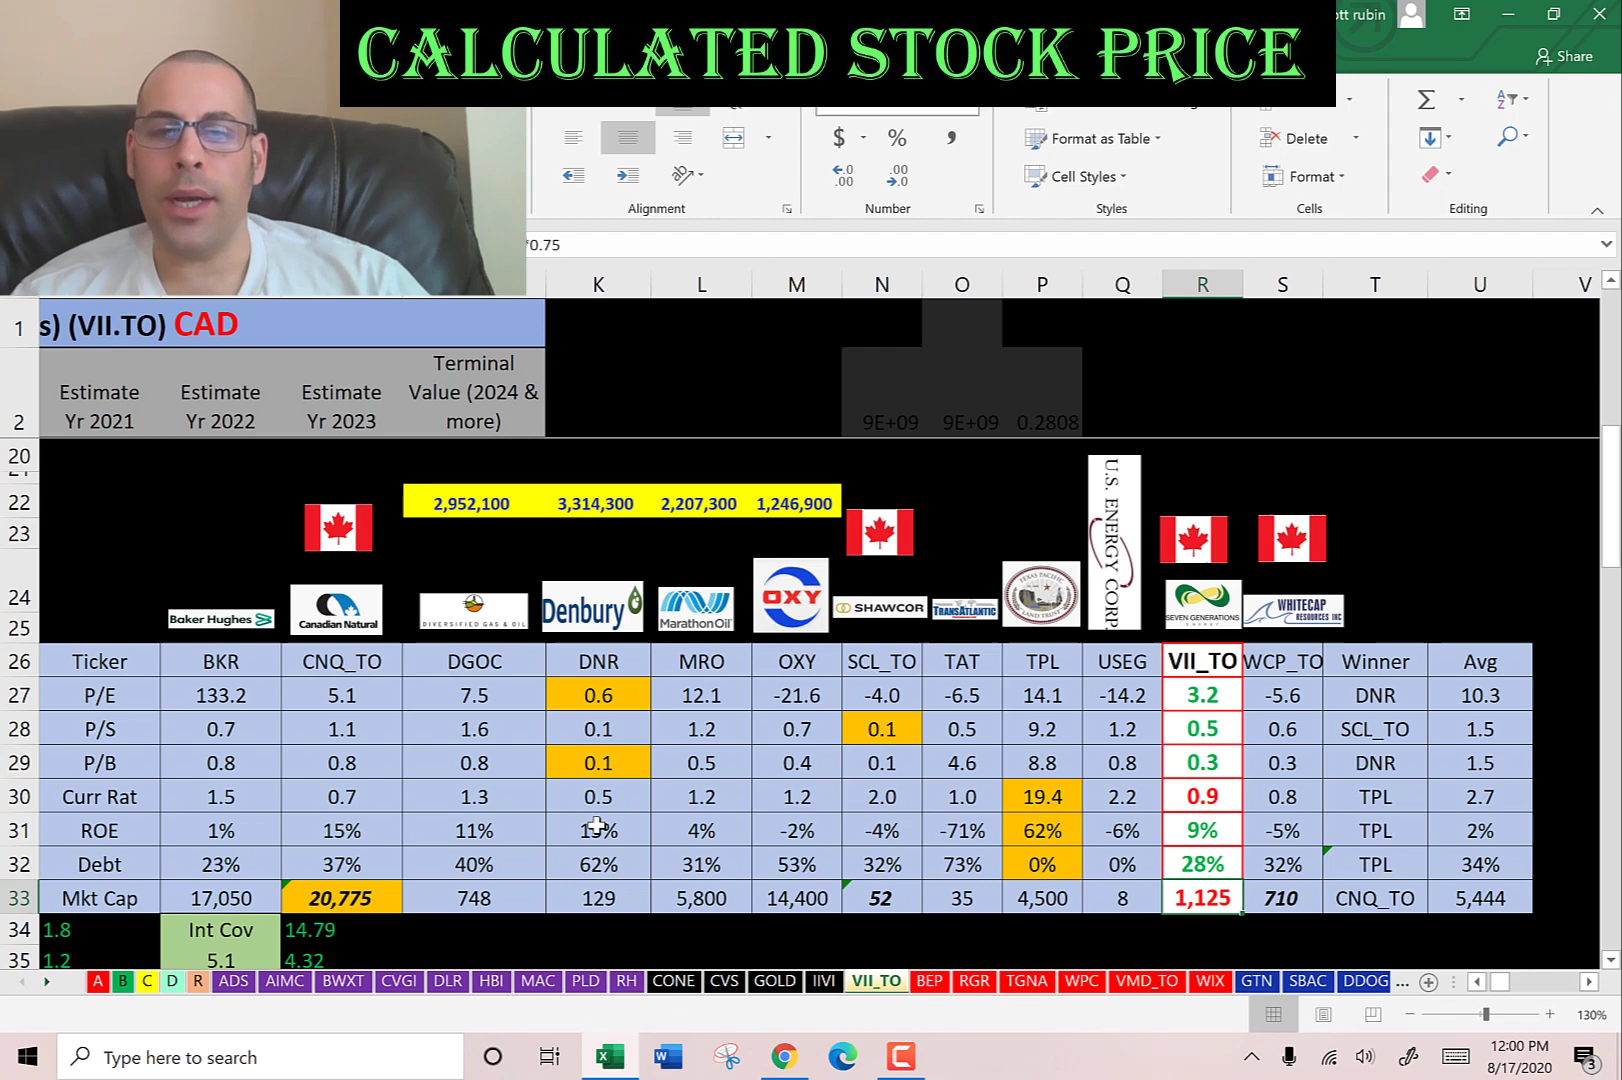 CALCULATED STOCK PRICE
ott rubin
Share
$ % ,
Format as Table
Cell Styles
Delete
Format
Alignment
Number
Styles
Cells
Editing
*0.75
K L M N O P Q R S T U V
1 s) (VII.TO) CAD
2 Estimate Yr 2021 Estimate Yr 2022 Estimate Yr 2023 Terminal Value (2024 & more) 9E+09 9E+09 0.2808
20
22 2,952,100 3,314,300 2,207,300 1,246,900
23
24
25
Baker Hughes
Canadian Natural
DIVERSIFIED GAS & OIL
Denbury
MarathonOil
OXY
SHAWCOR
TRANSATLANTIC
TEXAS PACIFIC LAND TRUST
U.S. ENERGY CORP.
SEVEN GENERATIONS ENERGY
WHITECAP RESOURCES INC
26 Ticker BKR CNQ_TO DGOC DNR MRO OXY SCL_TO TAT TPL USEG VII_TO WCP_TO Winner Avg
27 P/E 133.2 5.1 7.5 0.6 12.1 -21.6 -4.0 -6.5 14.1 -14.2 3.2 -5.6 DNR 10.3
28 P/S 0.7 1.1 1.6 0.1 1.2 0.7 0.1 0.5 9.2 1.2 0.5 0.6 SCL_TO 1.5
29 P/B 0.8 0.8 0.8 0.1 0.5 0.4 0.1 4.6 8.8 0.8 0.3 0.3 DNR 1.5
30 Curr Rat 1.5 0.7 1.3 0.5 1.2 1.2 2.0 1.0 19.4 2.2 0.9 0.8 TPL 2.7
31 ROE 1% 15% 11% 4% -2% -4% -71% 62% -6% 9% -5% TPL 2%
32 Debt 23% 37% 40% 62% 31% 53% 32% 73% 0% 0% 28% 32% TPL 34%
33 Mkt Cap 17,050 20,775 748 129 5,800 14,400 52 35 4,500 8 1,125 710 CNQ_TO 5,444
34 1.8 Int Cov 14.79
35 1.2 5.1 4.32
A B C D R ADS AIMC BWXT CVGI DLR HBI MAC PLD RH CONE CVS GOLD IIVI VII_TO BEP RGR TGNA WPC VMD_TO WIX GTN SBAC DDOG ...
130%
Type here to search
12:00 PM
8/17/2020
3